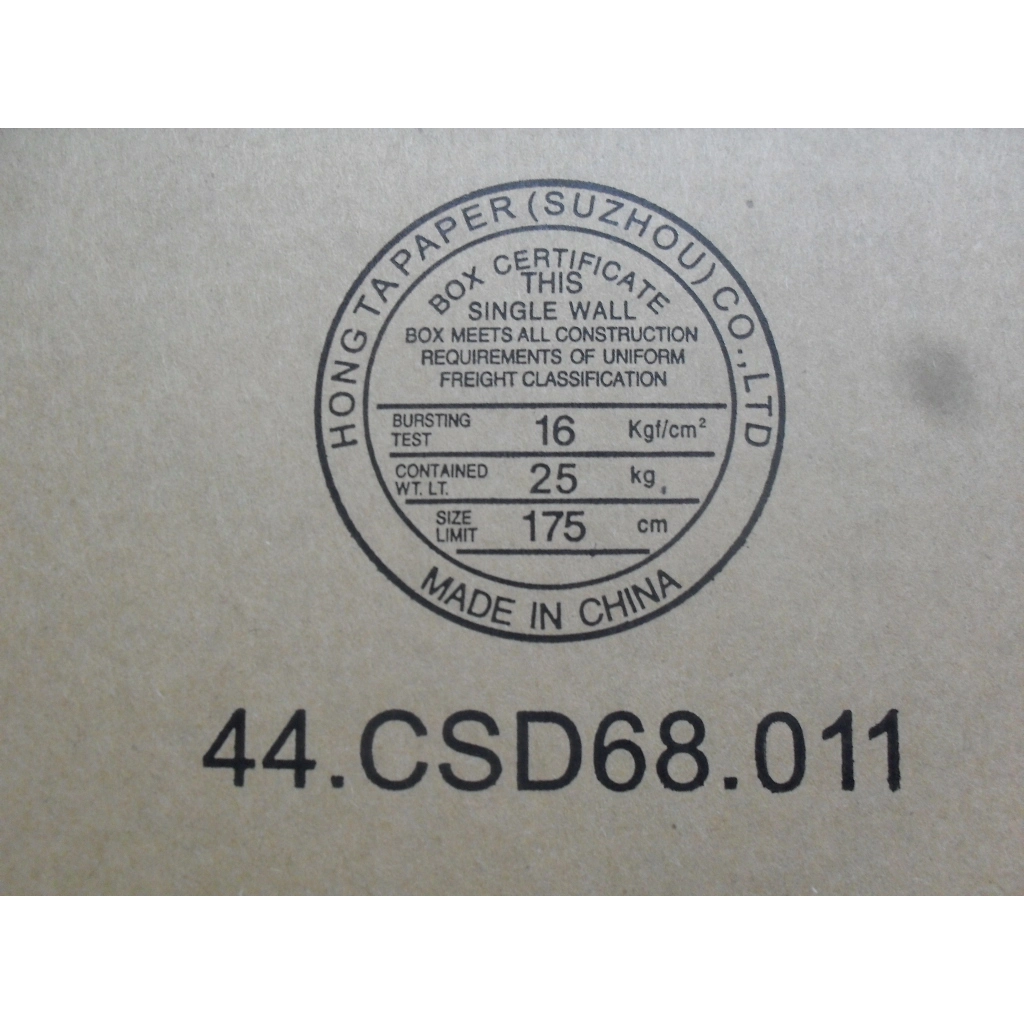 HONG TA PAPER (SUZHOU) CO., LTD
BOX CERTIFICATE
THIS
SINGLE WALL
BOX MEETS ALL CONSTRUCTION
REQUIREMENTS OF UNIFORM
FREIGHT CLASSIFICATION
BURSTING TEST 16 Kgf/cm²
CONTAINED WT. LT. 25 kg
SIZE LIMIT 175 cm
MADE IN CHINA
44.CSD68.011